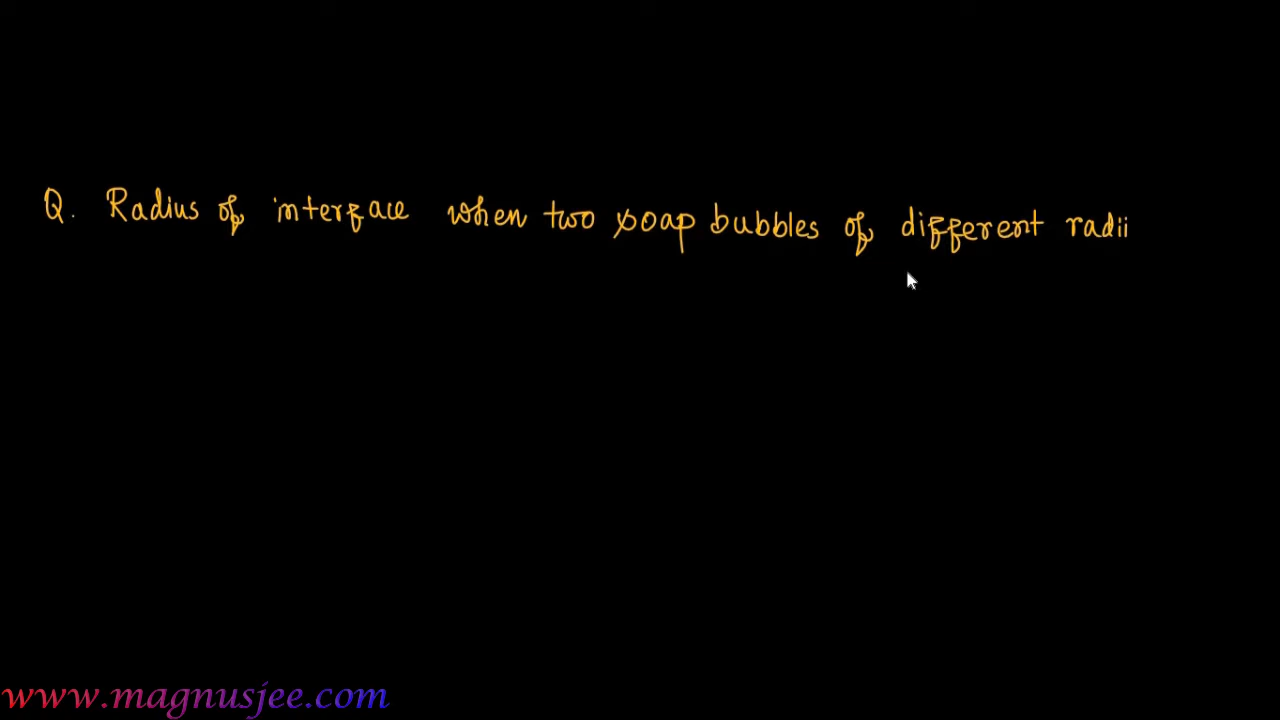 Q. Radius of interface when two soap bubbles of different radii
www.magnusjee.com